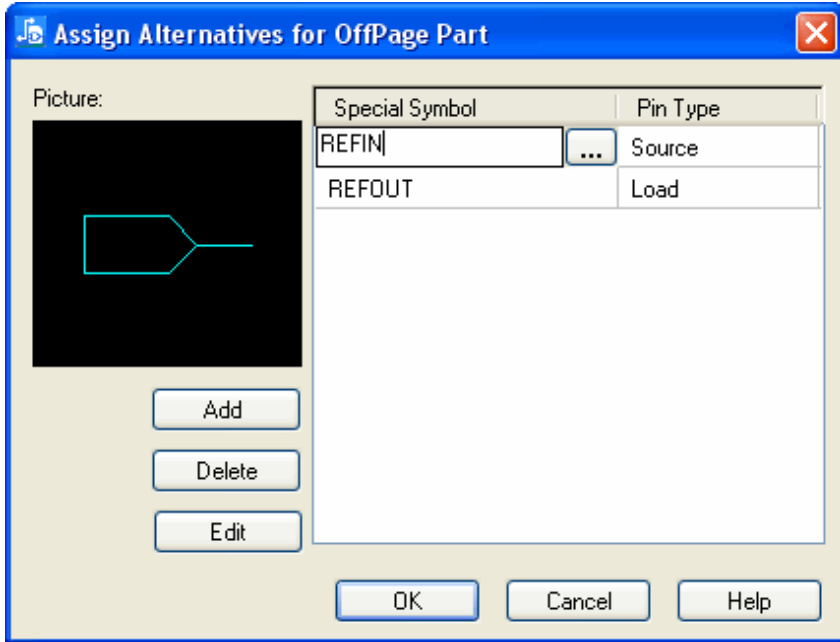 Assign Alternatives for OffPage Part
Picture:
Special Symbol Pin Type
REFIN ... Source
REFOUT Load
Add
Delete
Edit
OK Cancel Help